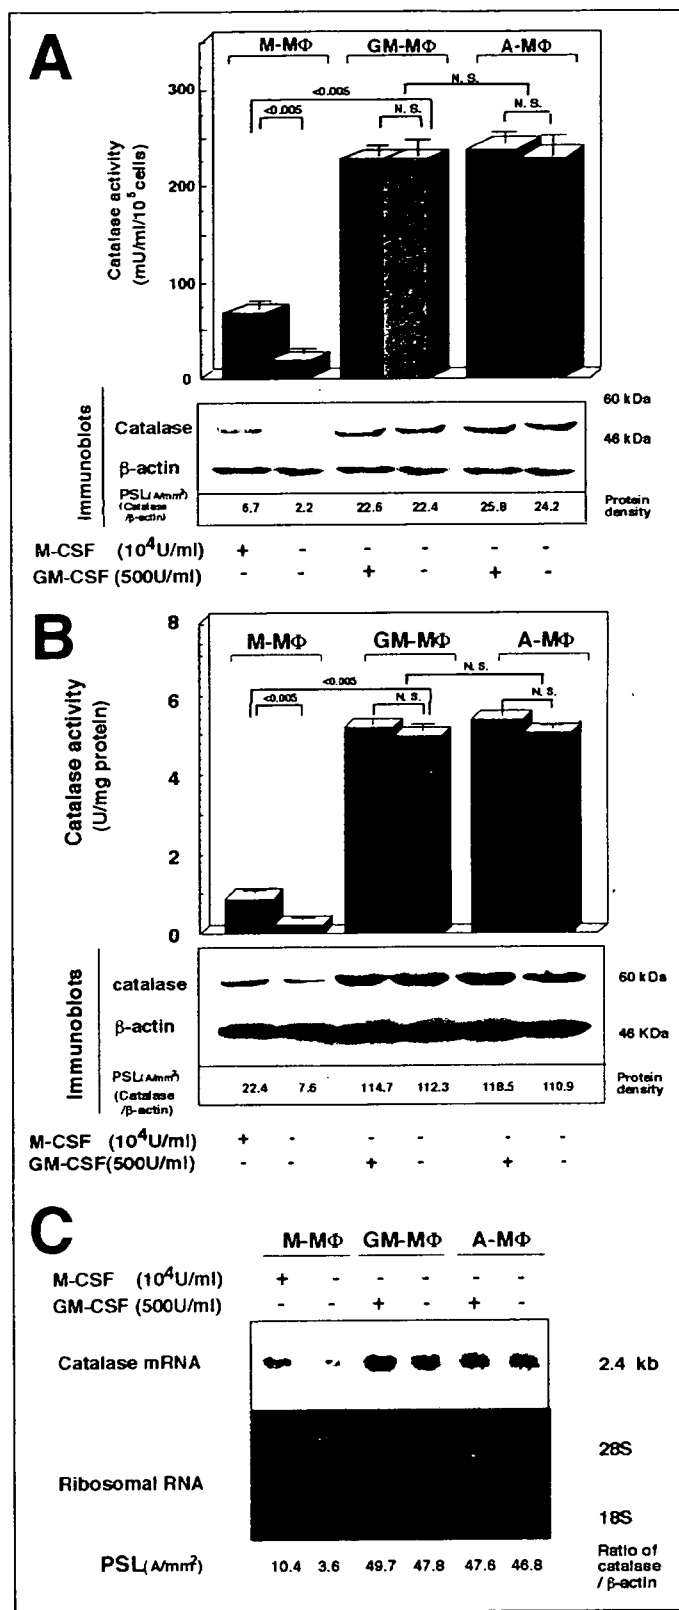 A
M-MΦ GM-MΦ A-MΦ
N. S.
<0.005
<0.005 N. S. N. S.
300
200
100
0
Catalase activity
(mU/ml/10⁵ cells)
Immunoblots
Catalase
60 kDa
46 kDa
β-actin
PSL(A/mm²)
(Catalase
/β-actin)
6.7 2.2 22.6 22.4 25.8 24.2
Protein
density
M-CSF (10⁴U/ml) + - - - - -
GM-CSF (500U/ml) - - + - + -
B
8
6
4
2
0
Catalase activity
(U/mg protein)
M-MΦ GM-MΦ A-MΦ
N. S.
<0.005
<0.005 N. S. N. S.
Immunoblots
catalase 60 kDa
β-actin 46 KDa
PSL(A/mm²)
(Catalase
/β-actin)
22.4 7.6 114.7 112.3 118.5 110.9
Protein
density
M-CSF (10⁴U/ml) + - - - - -
GM-CSF(500U/ml) - - + - + -
C
M-MΦ GM-MΦ A-MΦ
M-CSF (10⁴U/ml) + - - - - -
GM-CSF (500U/ml) - - + - + -
Catalase mRNA 2.4 kb
Ribosomal RNA
28S
18S
PSL(A/mm²) 10.4 3.6 49.7 47.8 47.6 46.8
Ratio of
catalase
/ β-actin